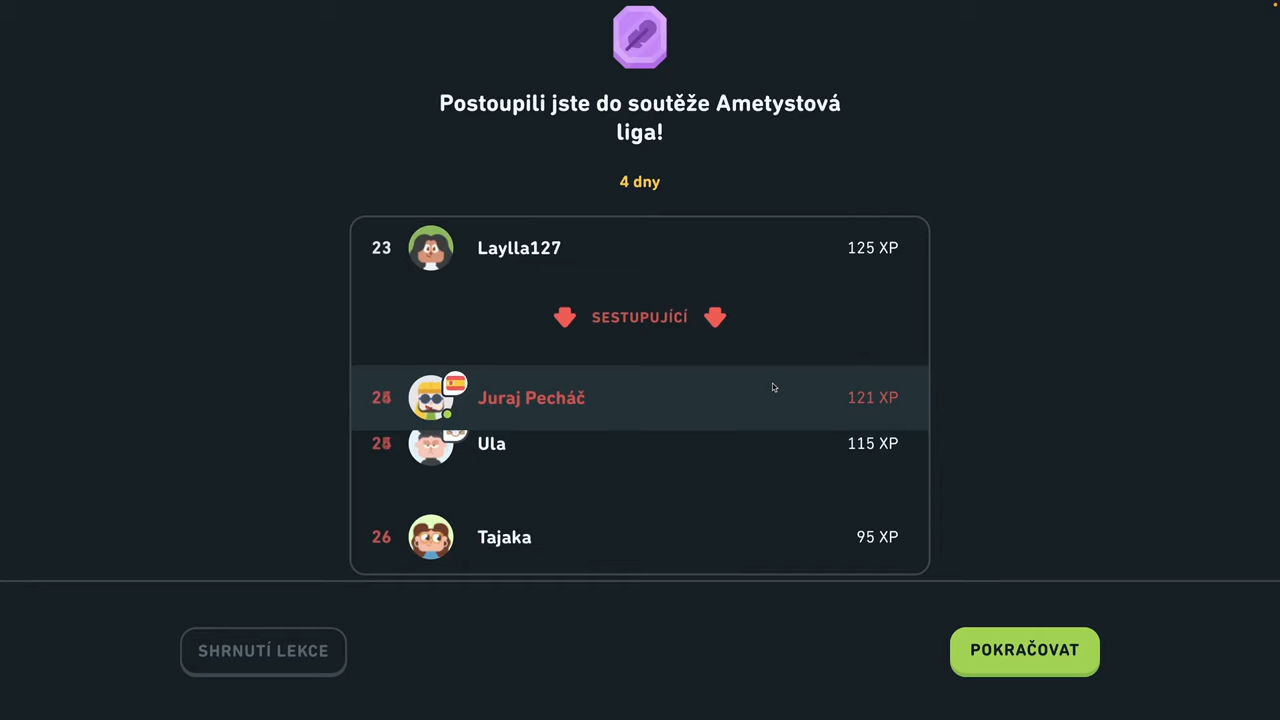 Postoupili jste do soutěže Ametystová
liga!
4 dny
23 Laylla127 125 XP
SESTUPUJÍCÍ
Juraj Pecháč 121 XP
Ula 115 XP
26 Tajaka 95 XP
SHRNUTÍ LEKCE
POKRAČOVAT